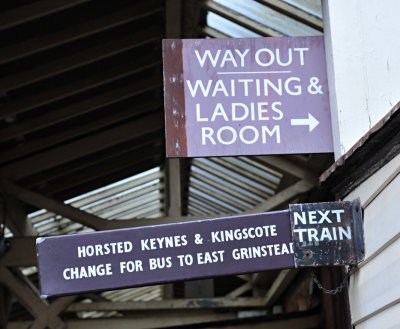 WAY OUT
WAITING &
LADIES
ROOM →
HORSTED KEYNES & KINGSCOTE
CHANGE FOR BUS TO EAST GRINSTEAD
NEXT
TRAIN